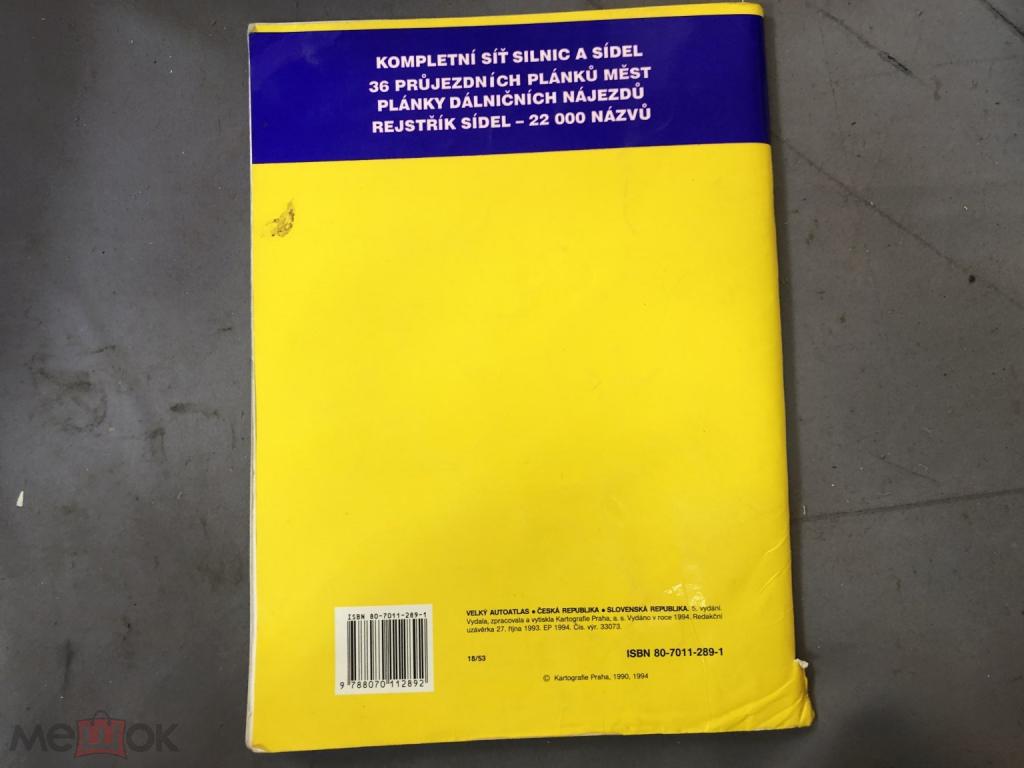 KOMPLETNÍ SÍŤ SILNIC A SÍDEL
36 PRŮJEZDNÍCH PLÁNKŮ MĚST
PLÁNKY DÁLNIČNÍCH NÁJEZDŮ
REJSTŘÍK SÍDEL – 22 000 NÁZVŮ
ISBN 80-7011-289-1
9 788070 112892
VELKÝ AUTOATLAS • ČESKÁ REPUBLIKA • SLOVENSKÁ REPUBLIKA. 5. vydání.
Vydala, zpracovala a vytiskla Kartografie Praha, a. s. Vydáno v roce 1994. Redakční
uzávěrka 27. října 1993. EP 1994. Čís. výr. 33073.
18/53
ISBN 80-7011-289-1
© Kartografie Praha, 1990, 1994
мешок